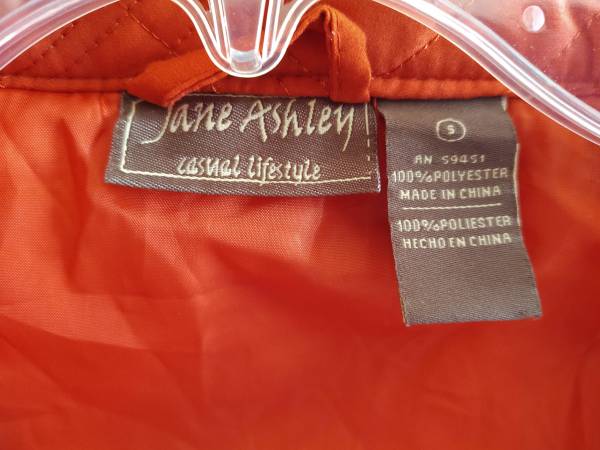 Jane Ashley
casual lifestyle
S
RN 59451
100%POLYESTER
MADE IN CHINA
100%POLIESTER
HECHO EN CHINA